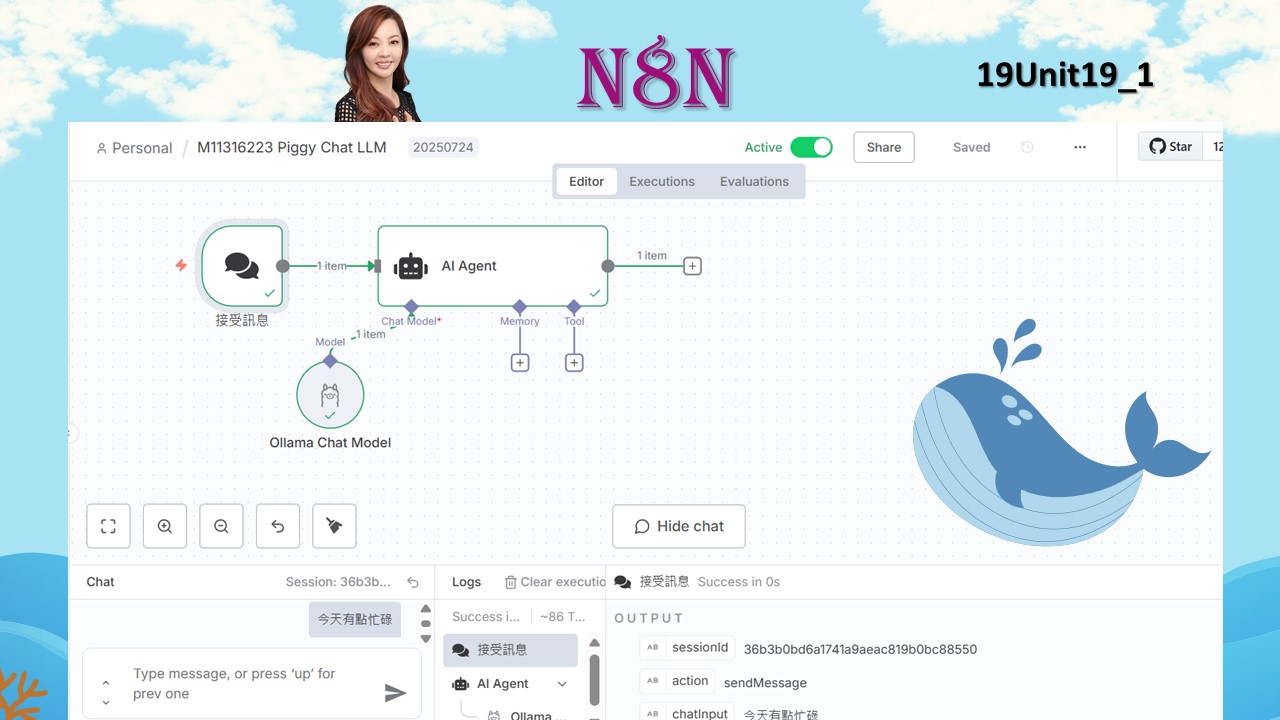 N8N
19Unit19_1
Personal / M11316223 Piggy Chat LLM 20250724
Active Share Saved ... Star 12
Editor Executions Evaluations
1 item
AI Agent
1 item
接受訊息
Chat Model* Memory Tool
1 item
Model
Ollama Chat Model
Hide chat
Chat Session: 36b3b... Logs Clear executio 接受訊息 Success in 0s
今天有點忙碌 Success i... ~86 T... OUTPUT
接受訊息 AB sessionId 36b3b0bd6a1741a9aeac819b0bc88550
Type message, or press ‘up’ for
prev one
AI Agent AB action sendMessage
Ollama ... AB chatInput 今天有點忙碌